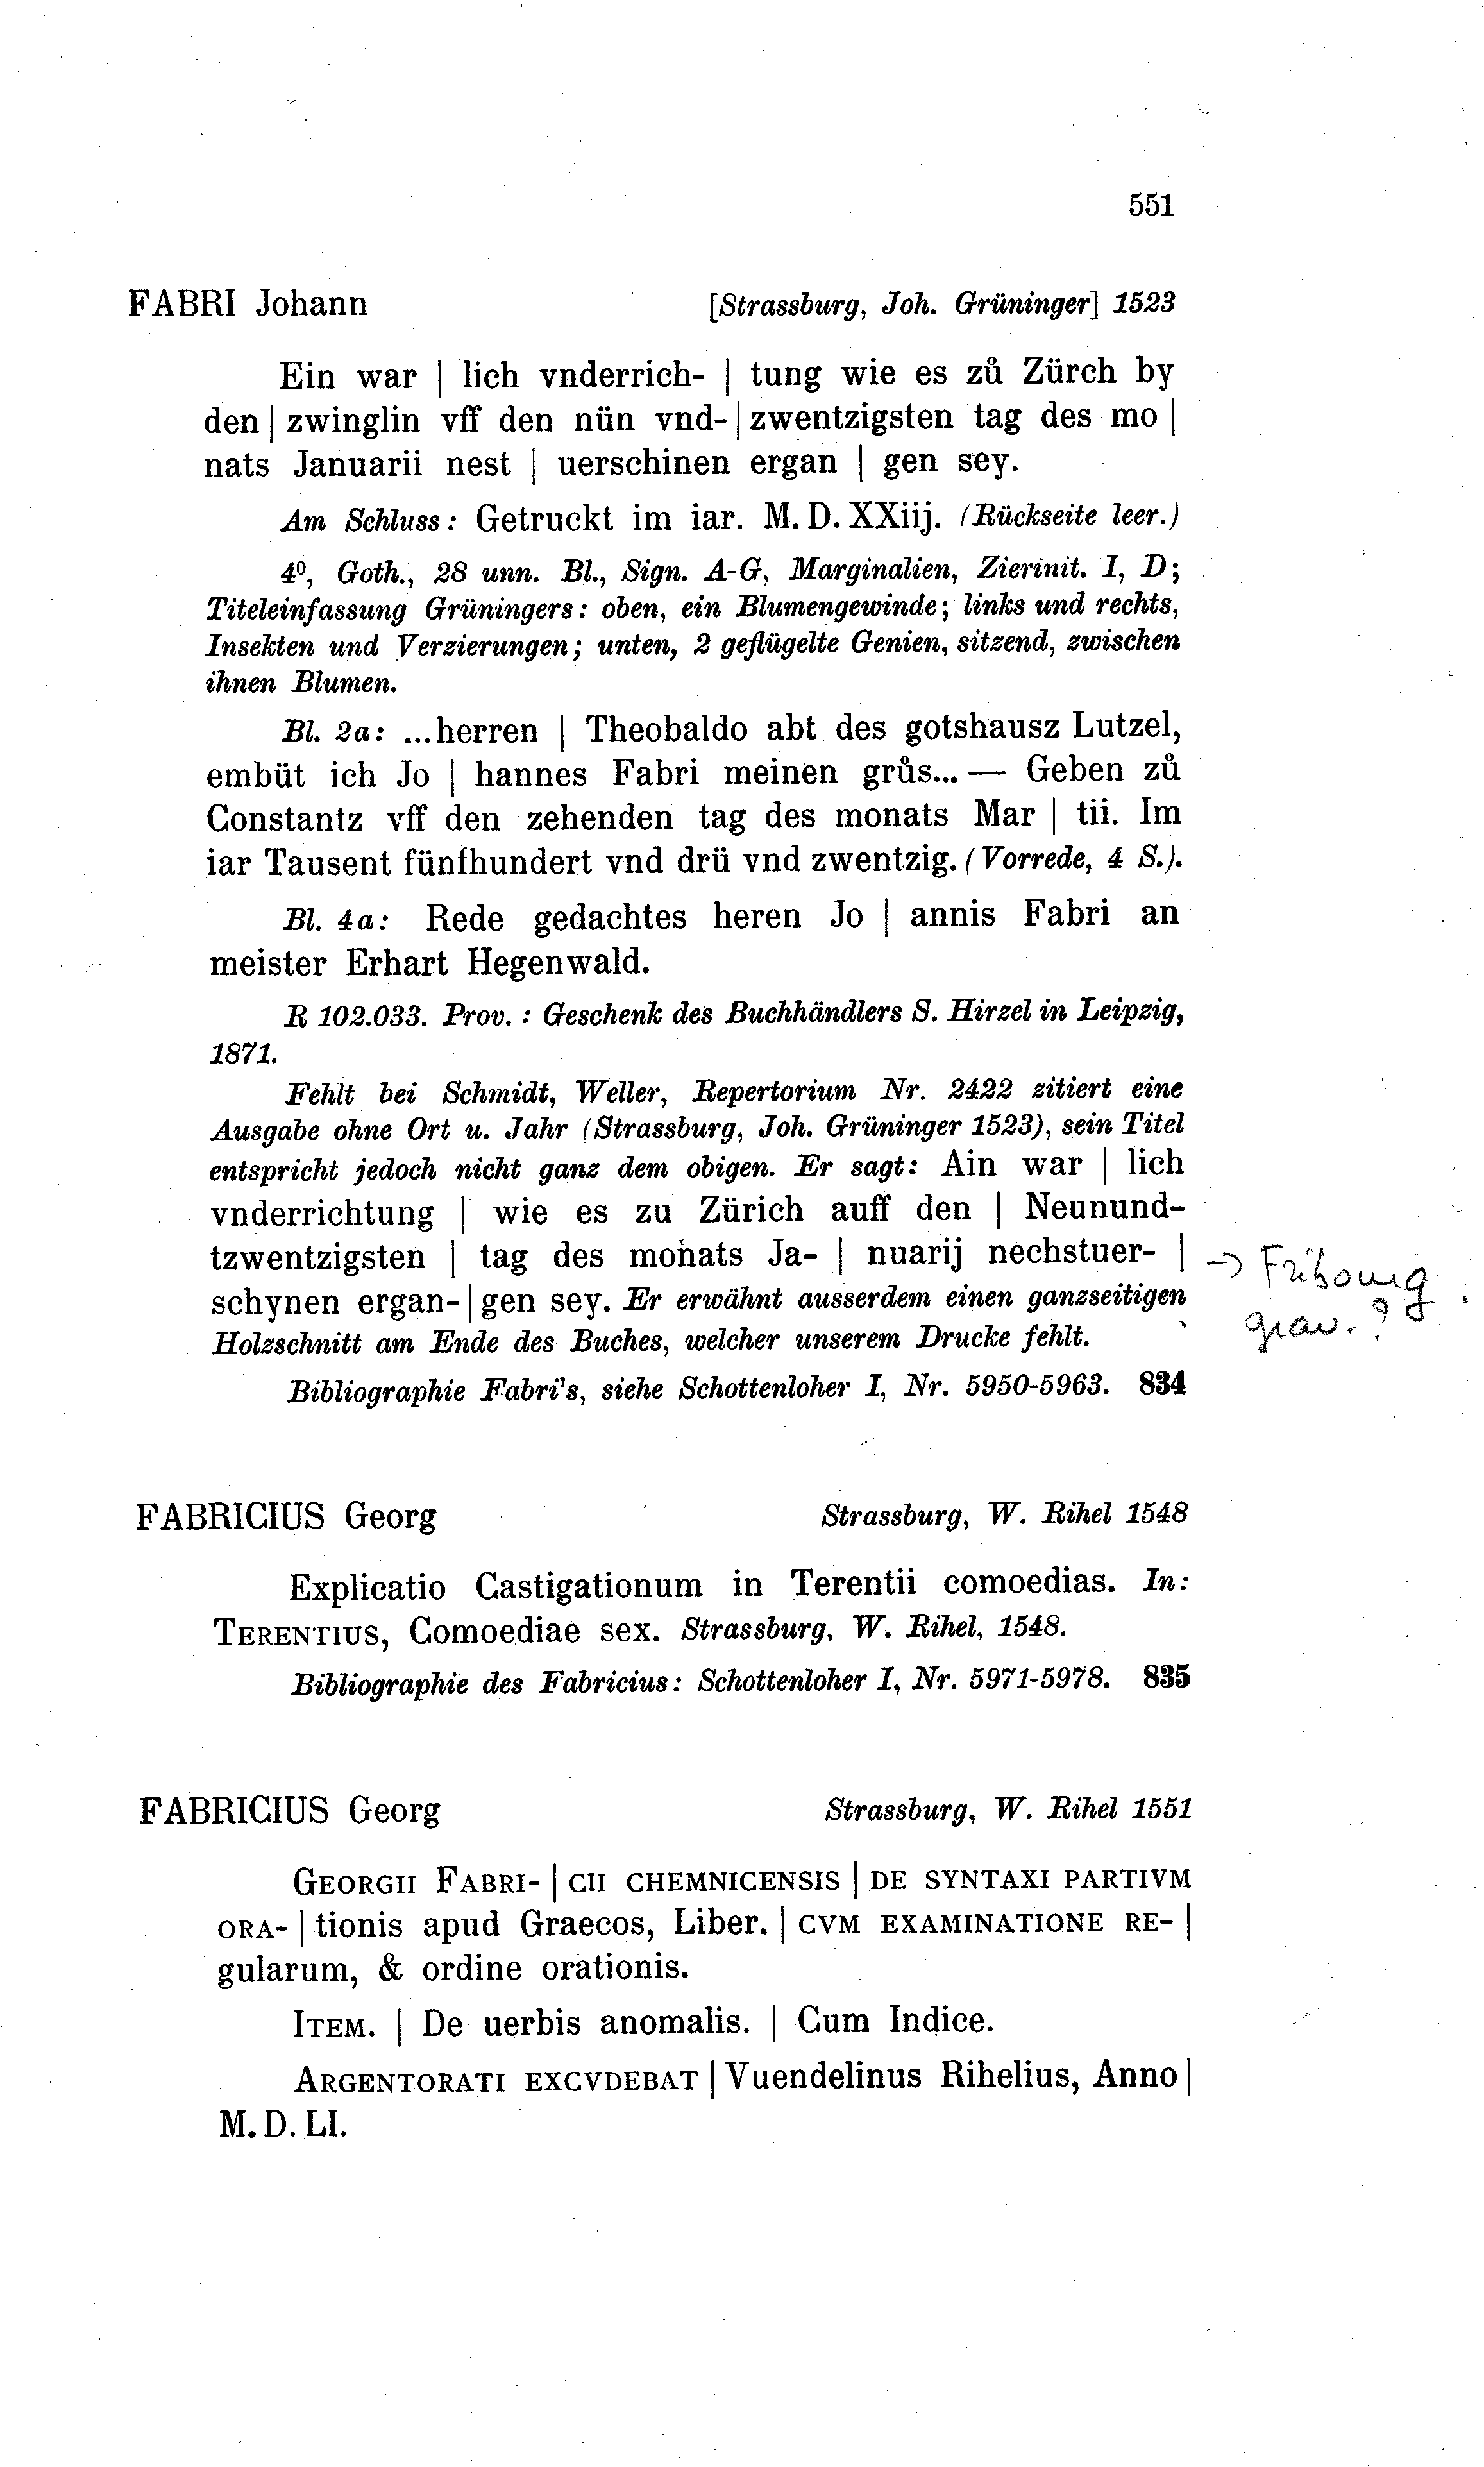 551
FABRI Johann [Strassburg, Joh. Grüninger] 1523
Ein war | lich vnderrich- | tung wie es zů Zürch by
den | zwinglin vff den nün vnd- | zwentzigsten tag des mo |
nats Januarii nest | uerschinen ergan | gen sey.
Am Schluss: Getruckt im iar. M. D. XXiij. (Rückseite leer.)
4⁰, Goth., 28 unn. Bl., Sign. A-G, Marginalien, Zierinit. I, D;
Titeleinfassung Grüningers: oben, ein Blumengewinde; links und rechts,
Insekten und Verzierungen; unten, 2 geflügelte Genien, sitzend, zwischen
ihnen Blumen.
Bl. 2a: ...herren | Theobaldo abt des gotshausz Lutzel,
embüt ich Jo | hannes Fabri meinen grůs... — Geben zů
Constantz vff den zehenden tag des monats Mar | tii. Im
iar Tausent fünfhundert vnd drü vnd zwentzig. (Vorrede, 4 S.).
Bl. 4a: Rede gedachtes heren Jo | annis Fabri an
meister Erhart Hegenwald.
R 102.033. Prov. : Geschenk des Buchhändlers S. Hirzel in Leipzig,
1871.
Fehlt bei Schmidt, Weller, Repertorium Nr. 2422 zitiert eine
Ausgabe ohne Ort u. Jahr (Strassburg, Joh. Grüninger 1523), sein Titel
entspricht jedoch nicht ganz dem obigen. Er sagt: Ain war | lich
vnderrichtung | wie es zu Zürich auff den | Neunund-
tzwentzigsten | tag des monats Ja- | nuarij nechstuer- |
schynen ergan- | gen sey. Er erwähnt ausserdem einen ganzseitigen
Holzschnitt am Ende des Buches, welcher unserem Drucke fehlt.
→ Fribourg
grav. ?
Bibliographie Fabri's, siehe Schottenloher I, Nr. 5950-5963. 834
FABRICIUS Georg Strassburg, W. Rihel 1548
Explicatio Castigationum in Terentii comoedias. In:
TERENTIUS, Comoediae sex. Strassburg, W. Rihel, 1548.
Bibliographie des Fabricius: Schottenloher I, Nr. 5971-5978. 835
FABRICIUS Georg Strassburg, W. Rihel 1551
GEORGII FABRI- | CII CHEMNICENSIS | DE SYNTAXI PARTIVM
ORA- | tionis apud Graecos, Liber. | CVM EXAMINATIONE RE- |
gularum, & ordine orationis.
ITEM. | De uerbis anomalis. | Cum Indice.
ARGENTORATI EXCVDEBAT | Vuendelinus Rihelius, Anno |
M. D. LI.